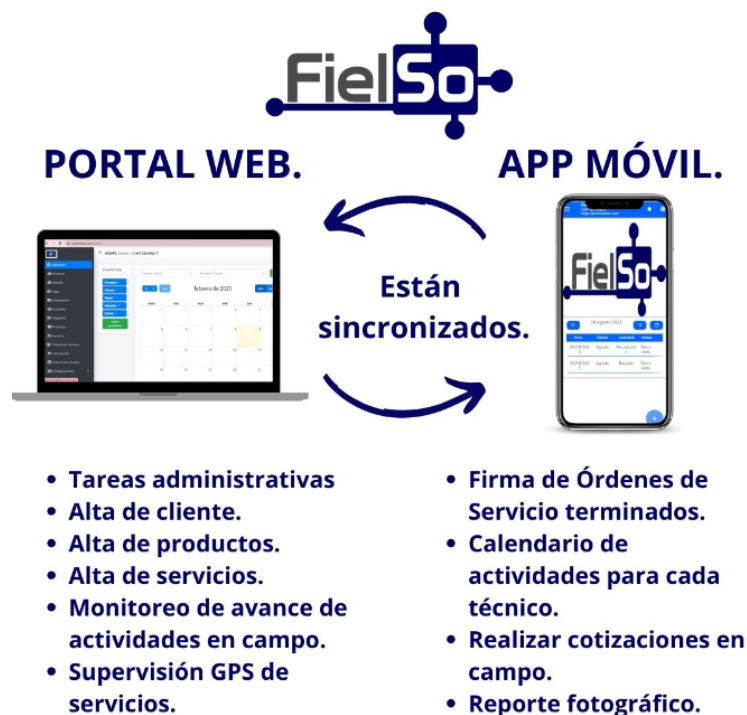 FielSo
PORTAL WEB.
APP MÓVIL.
Están
sincronizados.
febrero de 2023
FielSo
• Tareas administrativas
• Alta de cliente.
• Alta de productos.
• Alta de servicios.
• Monitoreo de avance de
actividades en campo.
• Supervisión GPS de
servicios.
• Firma de Órdenes de
Servicio terminados.
• Calendario de
actividades para cada
técnico.
• Realizar cotizaciones en
campo.
• Reporte fotográfico.